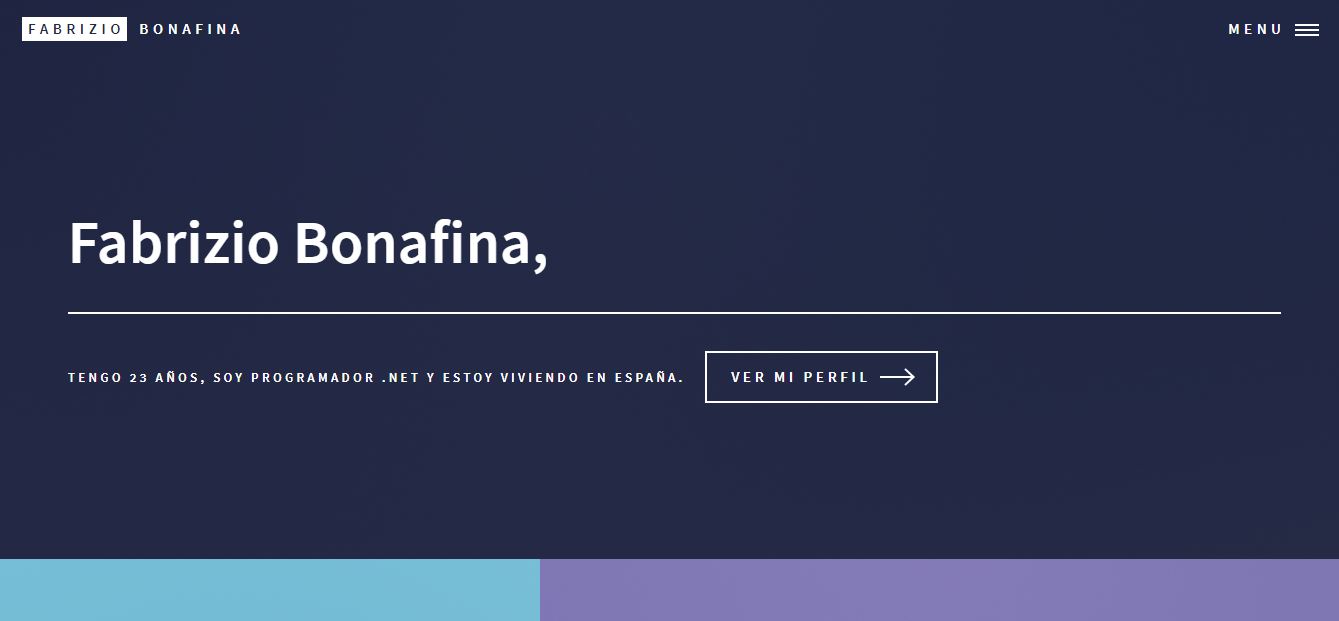 FABRIZIO BONAFINA
MENU
Fabrizio Bonafina,
TENGO 23 AÑOS, SOY PROGRAMADOR .NET Y ESTOY VIVIENDO EN ESPAÑA.
VER MI PERFIL